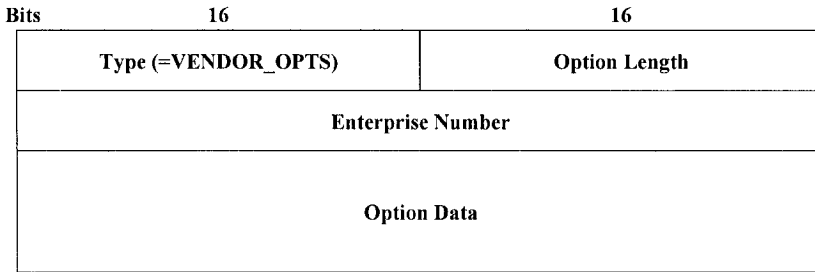 Bits 16 16
Type (=VENDOR_OPTS) Option Length
Enterprise Number
Option Data